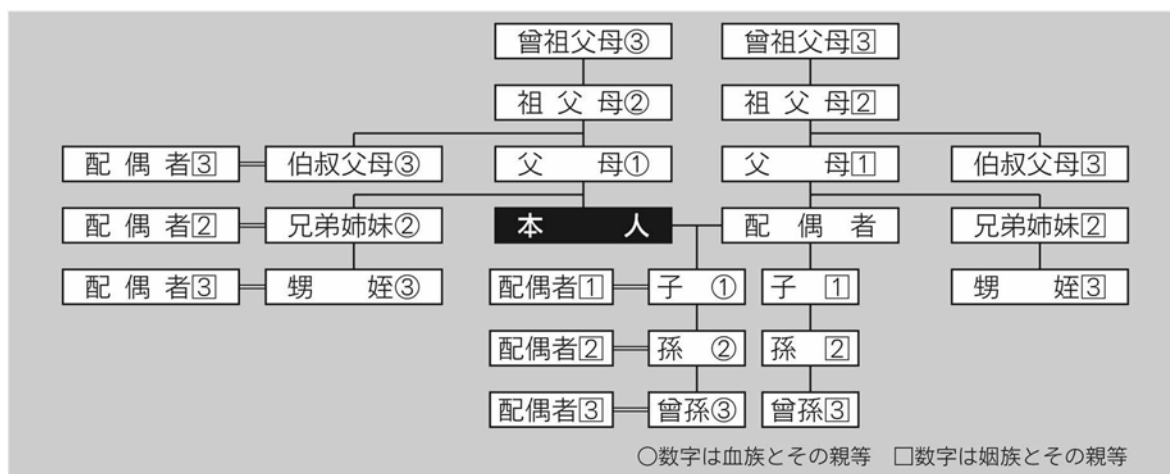 曾祖父母③ 曾祖父母3
祖父母② 祖父母2
配偶者3 伯叔父母③ 父母① 父母1 伯叔父母3
配偶者2 兄弟姉妹② 本人 配偶者 兄弟姉妹2
配偶者3 甥姪③ 配偶者1 子① 子1 甥姪3
配偶者2 孫② 孫2
配偶者3 曾孫③ 曾孫3
○数字は血族とその親等 □数字は姻族とその親等